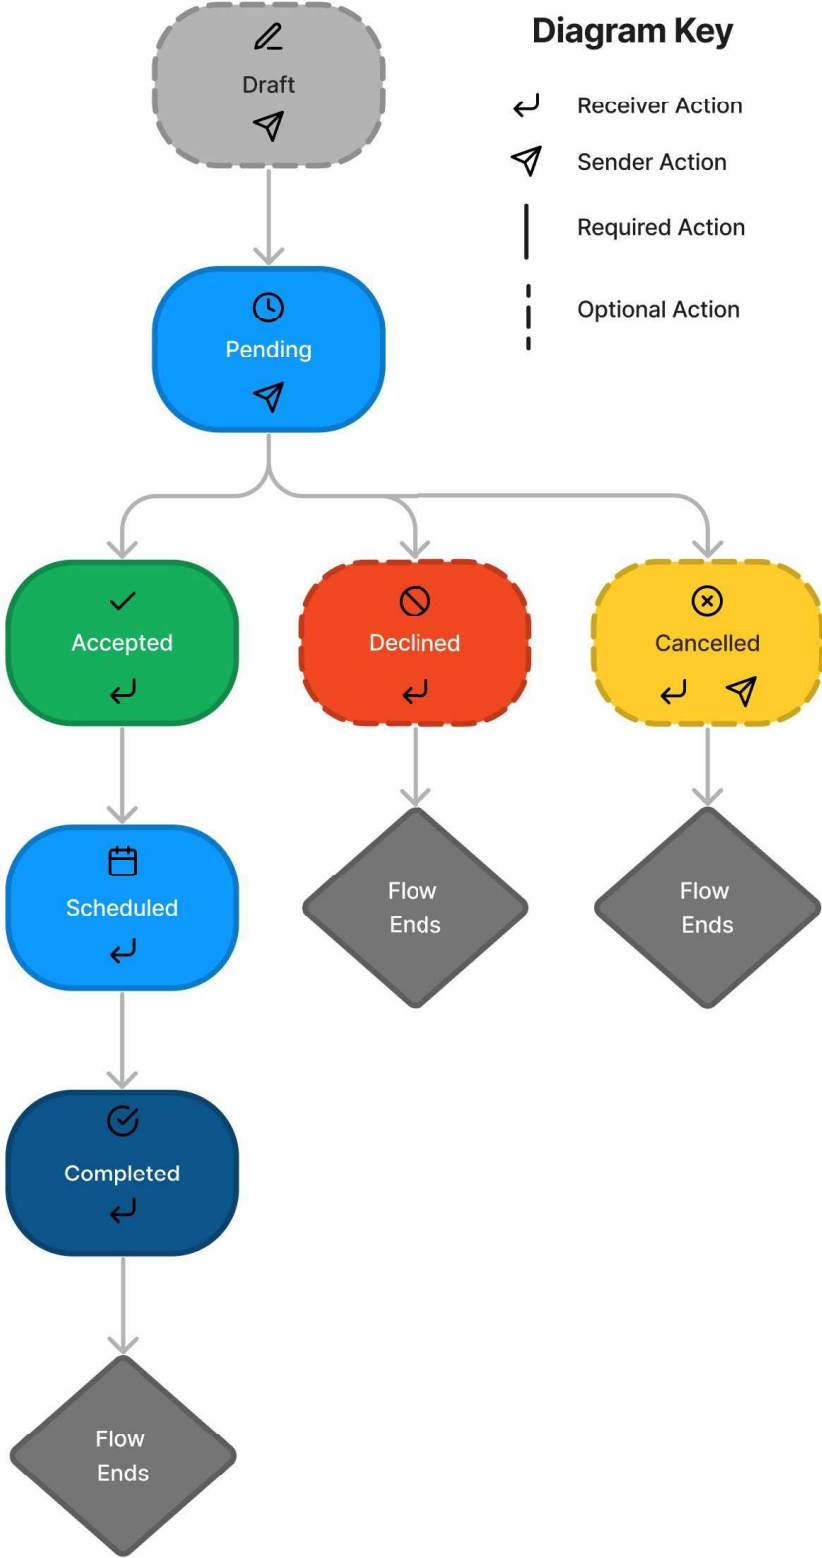 Diagram Key
Receiver Action
Sender Action
Required Action
Optional Action
Draft
Pending
Accepted
Declined
Cancelled
Scheduled
Flow
Ends
Flow
Ends
Completed
Flow
Ends